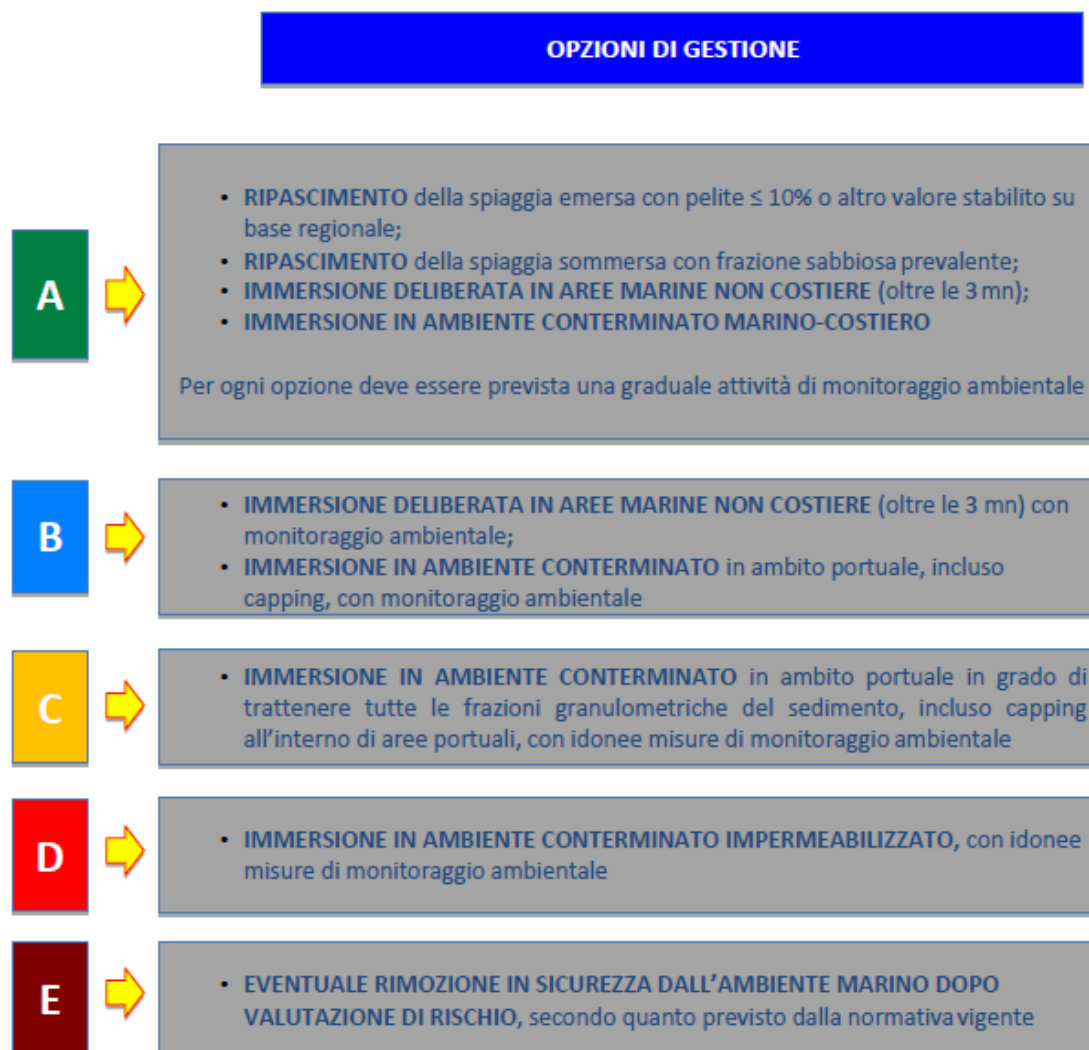 OPZIONI DI GESTIONE
A
• RIPASCIMENTO della spiaggia emersa con pelite ≤ 10% o altro valore stabilito su
base regionale;
• RIPASCIMENTO della spiaggia sommersa con frazione sabbiosa prevalente;
• IMMERSIONE DELIBERATA IN AREE MARINE NON COSTIERE (oltre le 3 mn);
• IMMERSIONE IN AMBIENTE CONTERMINATO MARINO-COSTIERO
Per ogni opzione deve essere prevista una graduale attività di monitoraggio ambientale
B
• IMMERSIONE DELIBERATA IN AREE MARINE NON COSTIERE (oltre le 3 mn) con
monitoraggio ambientale;
• IMMERSIONE IN AMBIENTE CONTERMINATO in ambito portuale, incluso
capping, con monitoraggio ambientale
C
• IMMERSIONE IN AMBIENTE CONTERMINATO in ambito portuale in grado di
trattenere tutte le frazioni granulometriche del sedimento, incluso capping
all'interno di aree portuali, con idonee misure di monitoraggio ambientale
D
• IMMERSIONE IN AMBIENTE CONTERMINATO IMPERMEABILIZZATO, con idonee
misure di monitoraggio ambientale
E
• EVENTUALE RIMOZIONE IN SICUREZZA DALL'AMBIENTE MARINO DOPO
VALUTAZIONE DI RISCHIO, secondo quanto previsto dalla normativa vigente